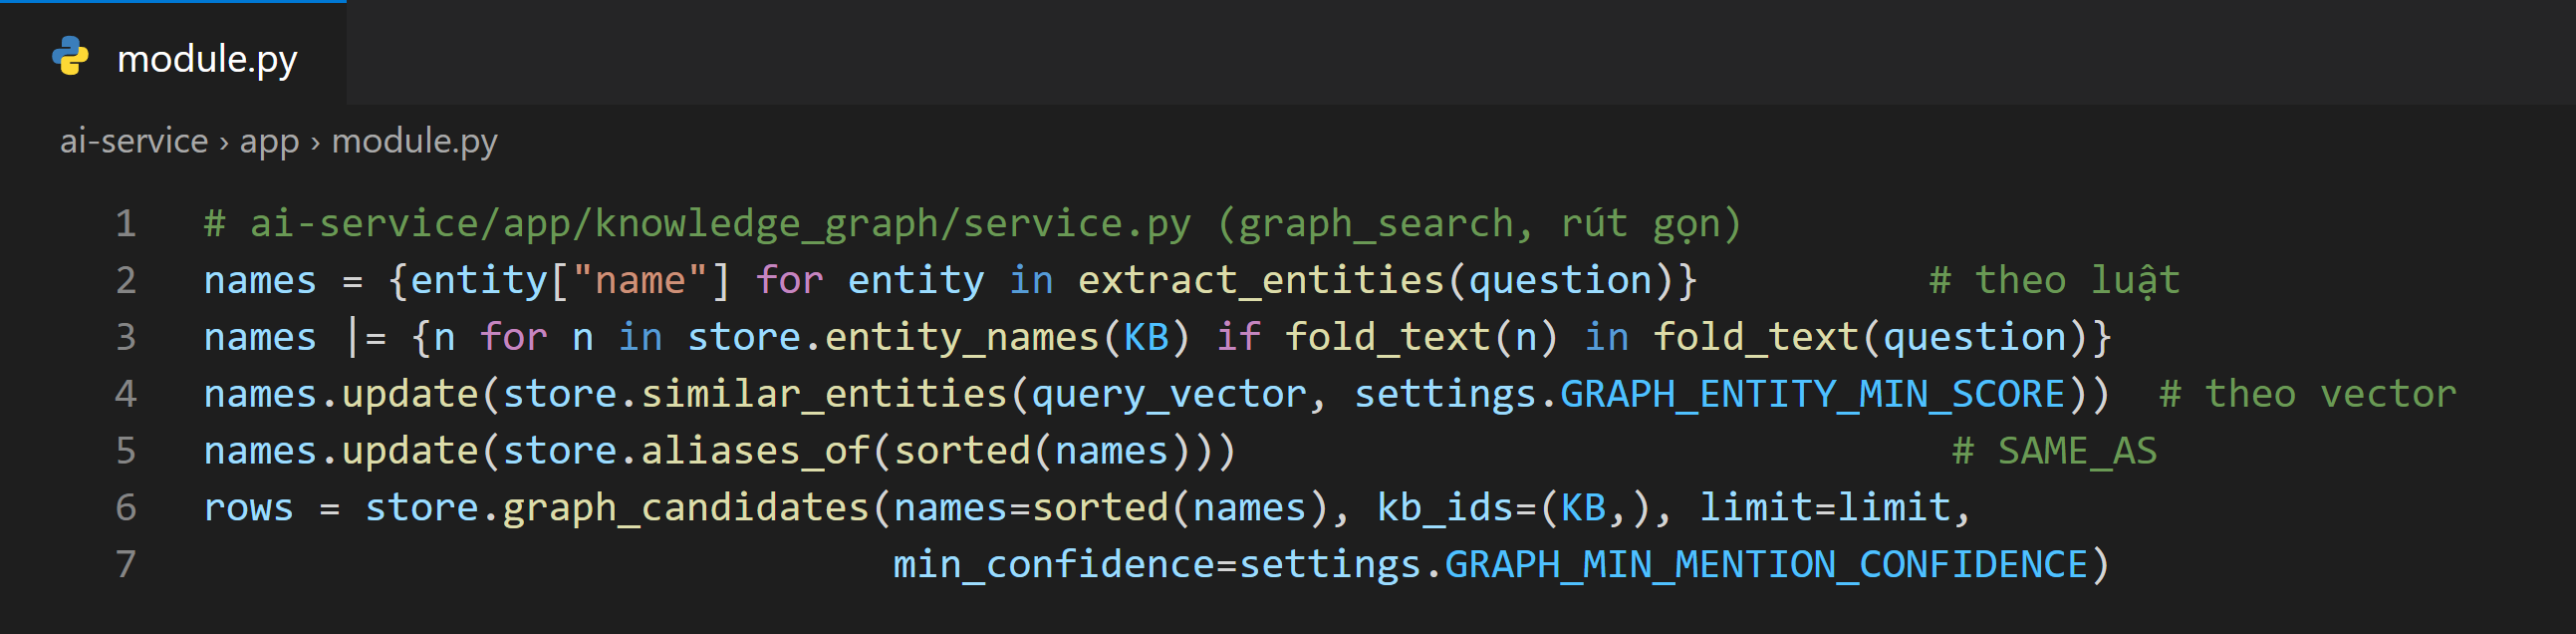 module.py
ai-service › app › module.py
1 # ai-service/app/knowledge_graph/service.py (graph_search, rút gọn)
2 names = {entity["name"] for entity in extract_entities(question)}          # theo luật
3 names |= {n for n in store.entity_names(KB) if fold_text(n) in fold_text(question)}
4 names.update(store.similar_entities(query_vector, settings.GRAPH_ENTITY_MIN_SCORE))  # theo vector
5 names.update(store.aliases_of(sorted(names)))                               # SAME_AS
6 rows = store.graph_candidates(names=sorted(names), kb_ids=(KB,), limit=limit,
7                               min_confidence=settings.GRAPH_MIN_MENTION_CONFIDENCE)